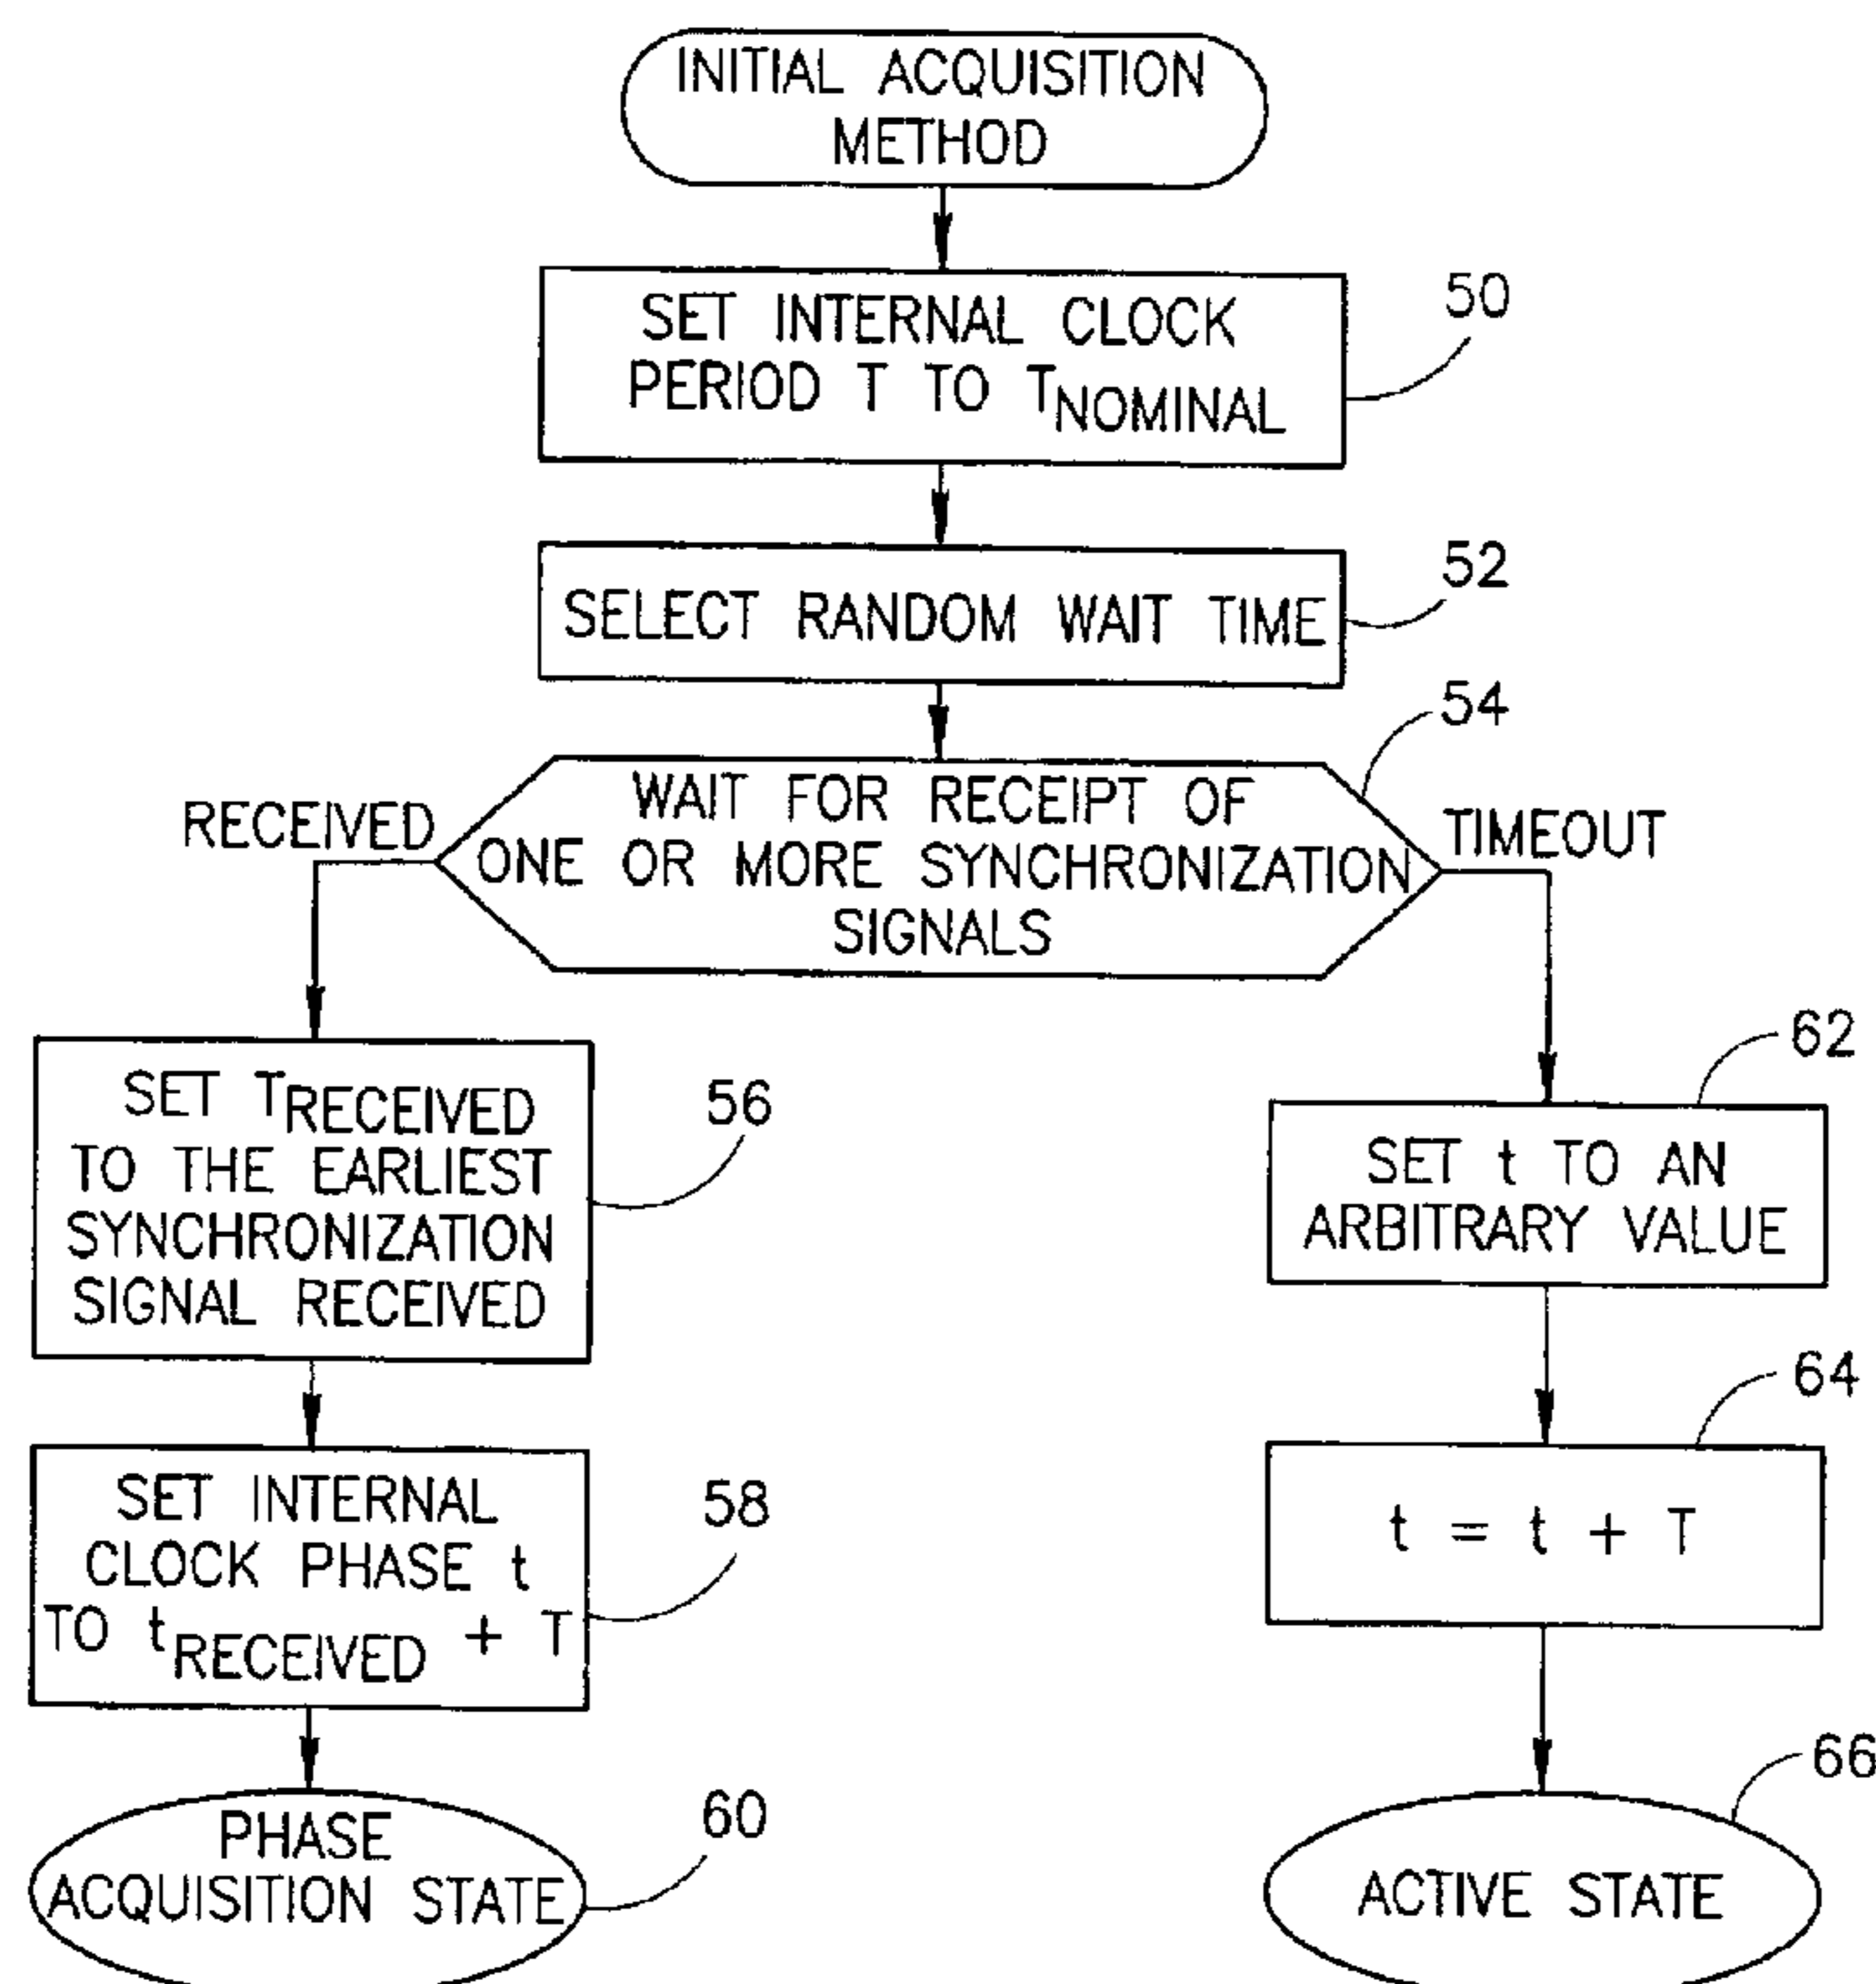 INITIAL ACQUISITION
METHOD
SET INTERNAL CLOCK
PERIOD T TO TNOMINAL
50
SELECT RANDOM WAIT TIME
52
54
WAIT FOR RECEIPT OF
ONE OR MORE SYNCHRONIZATION
SIGNALS
RECEIVED
TIMEOUT
SET TRECEIVED
TO THE EARLIEST
SYNCHRONIZATION
SIGNAL RECEIVED
56
SET INTERNAL
CLOCK PHASE t
TO tRECEIVED + T
58
PHASE
ACQUISITION STATE
60
62
SET t TO AN
ARBITRARY VALUE
64
t = t + T
66
ACTIVE STATE